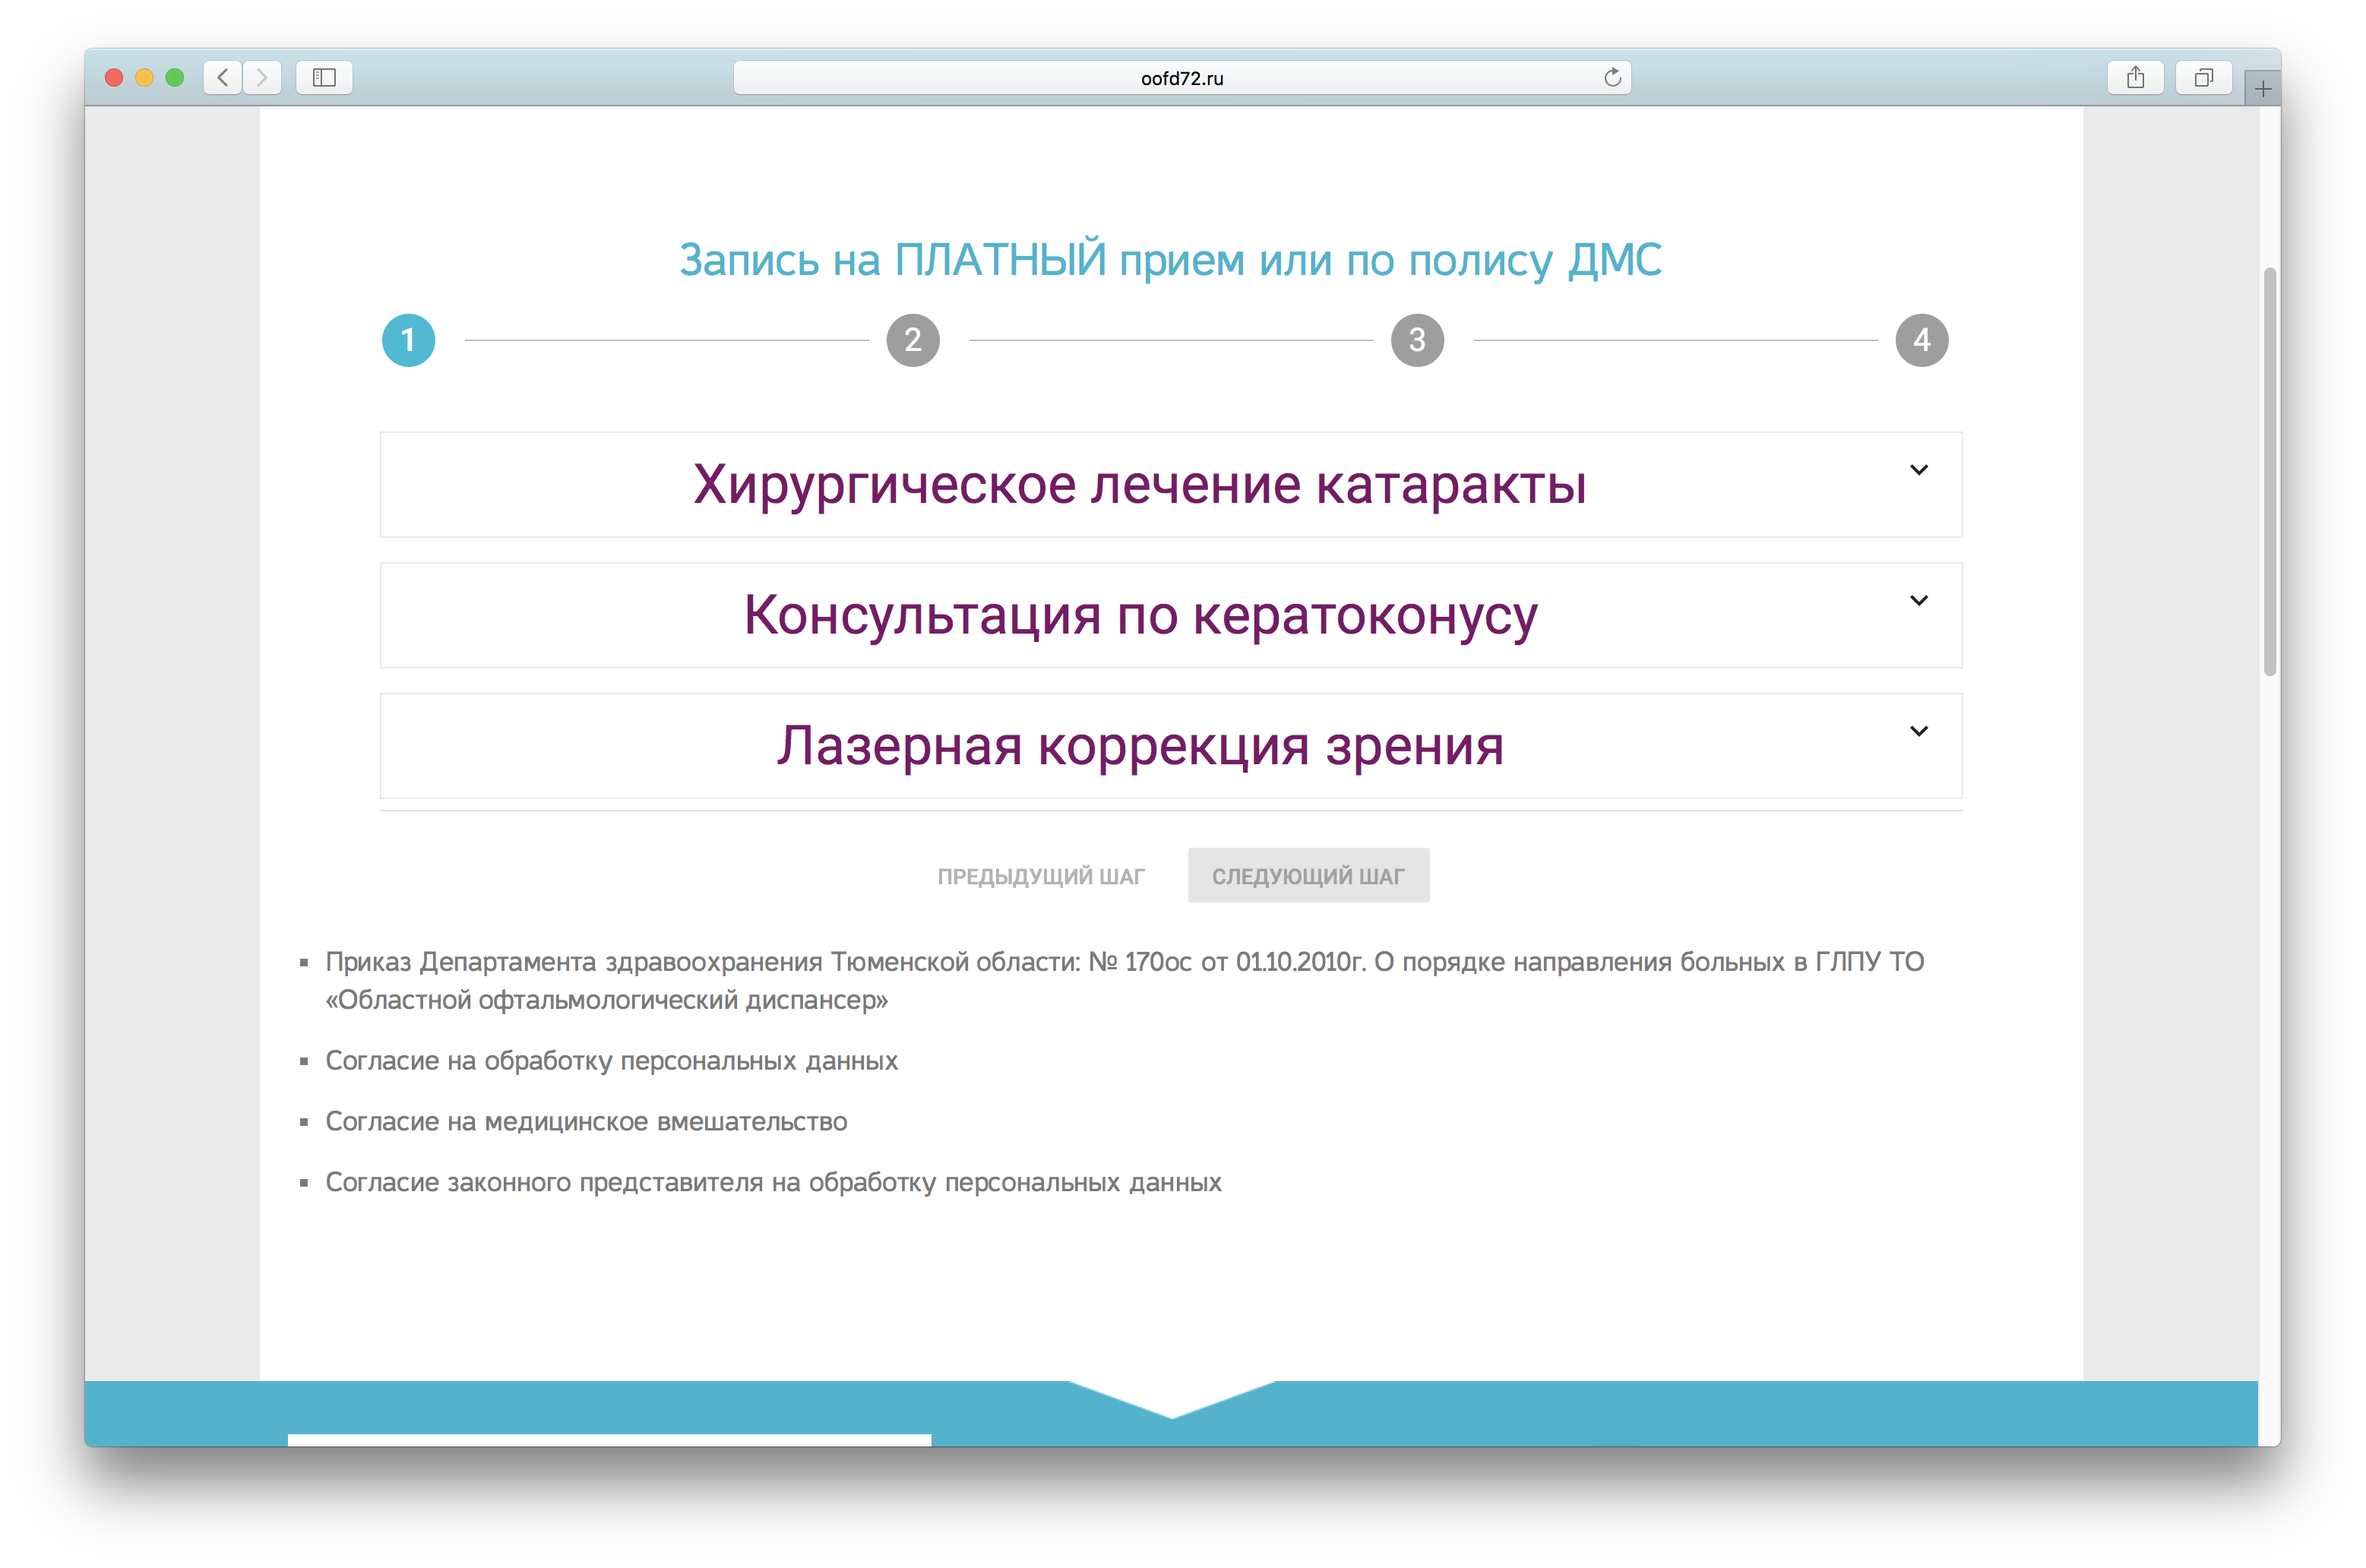 oofd72.ru
Запись на ПЛАТНЫЙ прием или по полису ДМС
1 2 3 4
Хирургическое лечение катаракты
Консультация по кератоконусу
Лазерная коррекция зрения
ПРЕДЫДУЩИЙ ШАГ СЛЕДУЮЩИЙ ШАГ
Приказ Департамента здравоохранения Тюменской области: № 170ос от 01.10.2010г. О порядке направления больных в ГЛПУ ТО
«Областной офтальмологический диспансер»
Согласие на обработку персональных данных
Согласие на медицинское вмешательство
Согласие законного представителя на обработку персональных данных